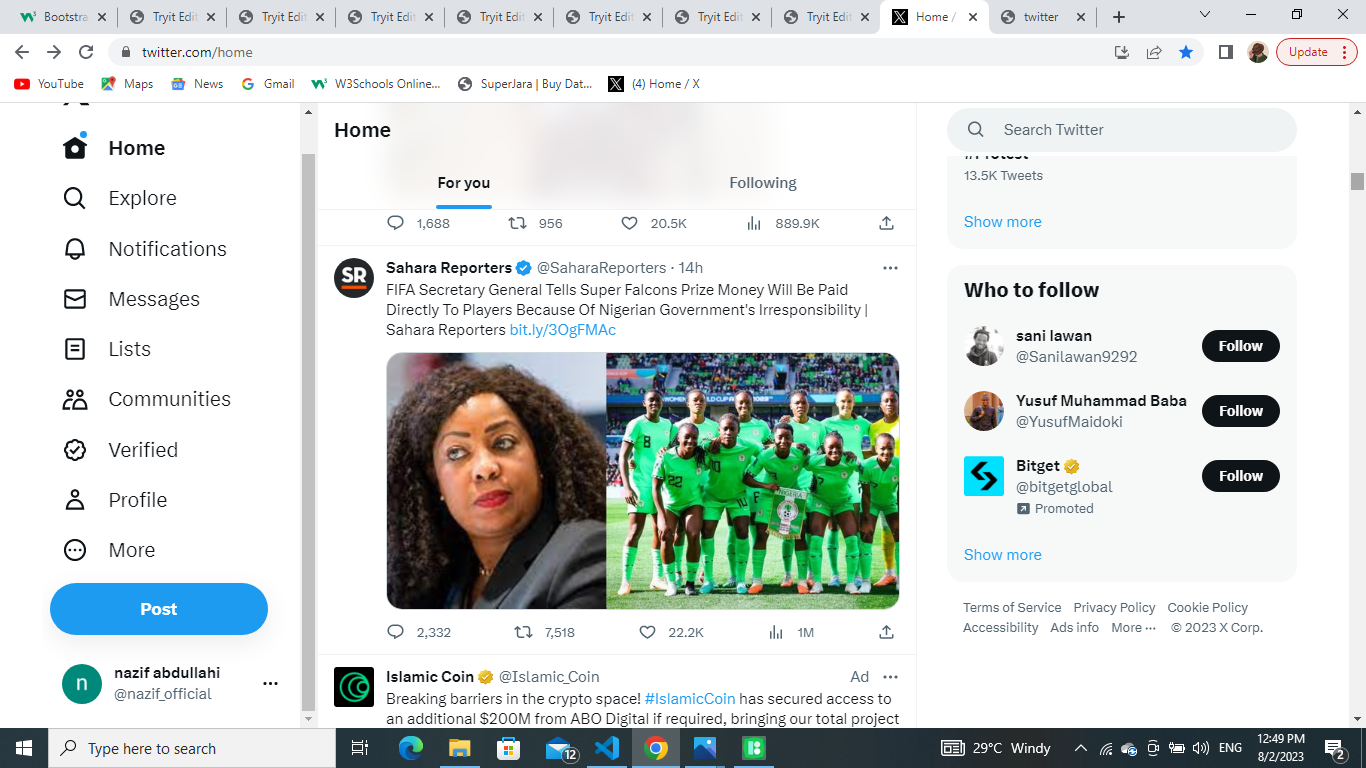 Bootstra
Tryit Edit
Tryit Edit
Tryit Edit
Tryit Edit
Tryit Edit
Tryit Edit
Tryit Edit
Home /
twitter
twitter.com/home
Update
YouTube
Maps
News
Gmail
W3Schools Online...
SuperJara | Buy Dat...
(4) Home / X
Home
Explore
Notifications
Messages
Lists
Communities
Verified
Profile
More
Post
nazif abdullahi
@nazif_official
Home
For you
Following
1,688
956
20.5K
889.9K
SR
Sahara Reporters @SaharaReporters · 14h
FIFA Secretary General Tells Super Falcons Prize Money Will Be Paid
Directly To Players Because Of Nigerian Government's Irresponsibility |
Sahara Reporters bit.ly/3OgFMAc
2,332
7,518
22.2K
1M
Islamic Coin @Islamic_Coin
Ad
Breaking barriers in the crypto space! #IslamicCoin has secured access to
an additional $200M from ABO Digital if required, bringing our total project
Search Twitter
13.5K Tweets
Show more
Who to follow
sani lawan
@Sanilawan9292
Follow
Yusuf Muhammad Baba
@YusufMaidoki
Follow
Bitget
@bitgetglobal
Promoted
Follow
Show more
Terms of Service Privacy Policy Cookie Policy
Accessibility Ads info More ··· © 2023 X Corp.
Type here to search
12
29°C Windy
ENG
12:49 PM
8/2/2023
2